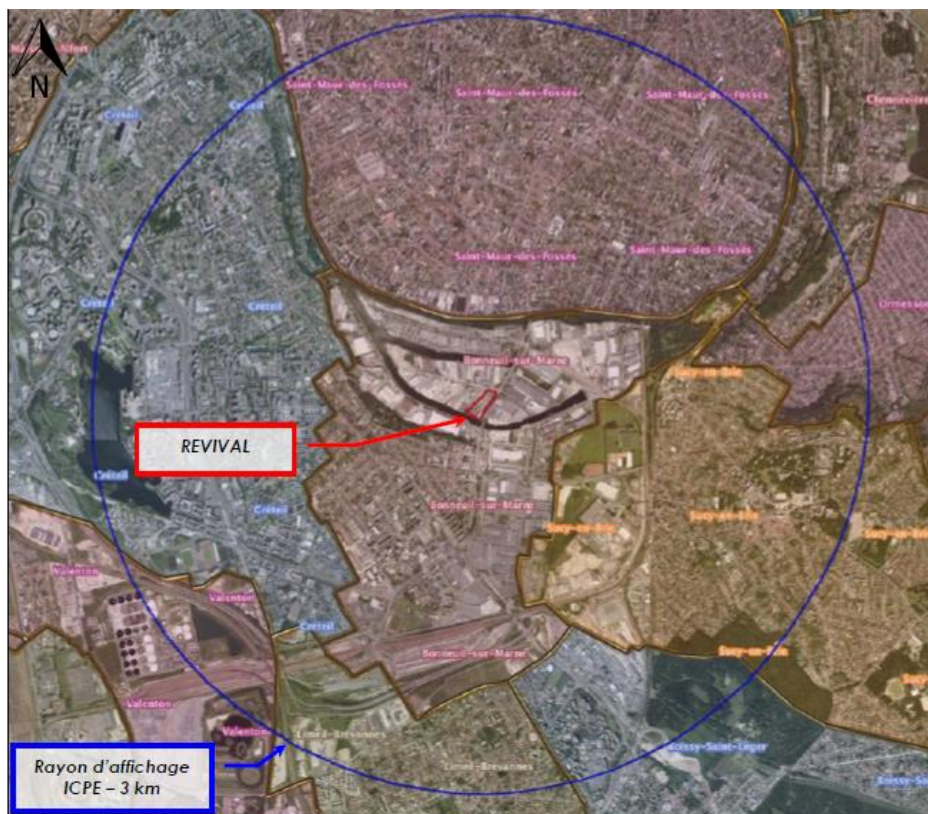 N
Saint-Maur-des-Fossés
Saint-Maur-des-Fossés
Saint-Maur-des-Fossés
Créteil
Créteil
Saint-Maur-des-Fossés
Saint-Maur-des-Fossés
Créteil
Créteil
Ormesson
Bonneuil-sur-Marne
Sucy-en-Brie
REVIVAL
Créteil
Créteil
Bonneuil-sur-Marne
Sucy-en-Brie
Sucy-en-Brie
Valenton
Valenton
Créteil
Bonneuil-sur-Marne
Sucy-en-Brie
Valenton
Valenton
Limeil-Brévannes
Limeil-Brévannes
Boissy-Saint-Léger
Rayon d'affichage
ICPE – 3 km